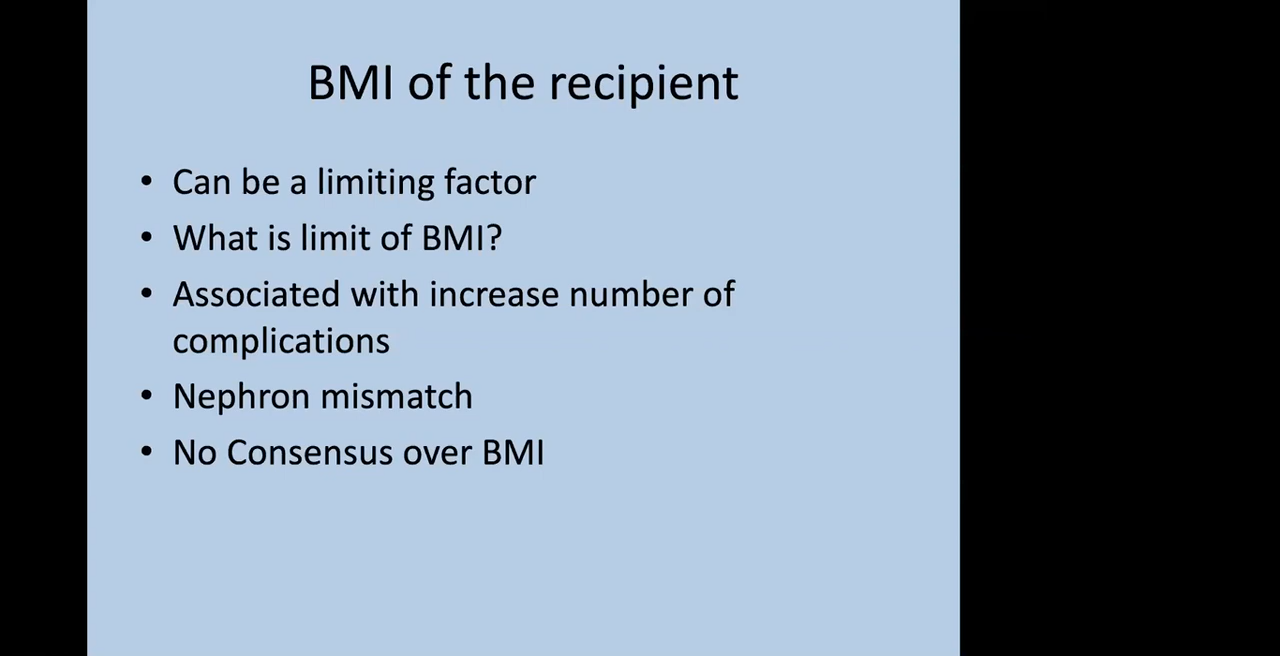 BMI of the recipient
• Can be a limiting factor
• What is limit of BMI?
• Associated with increase number of
complications
• Nephron mismatch
• No Consensus over BMI